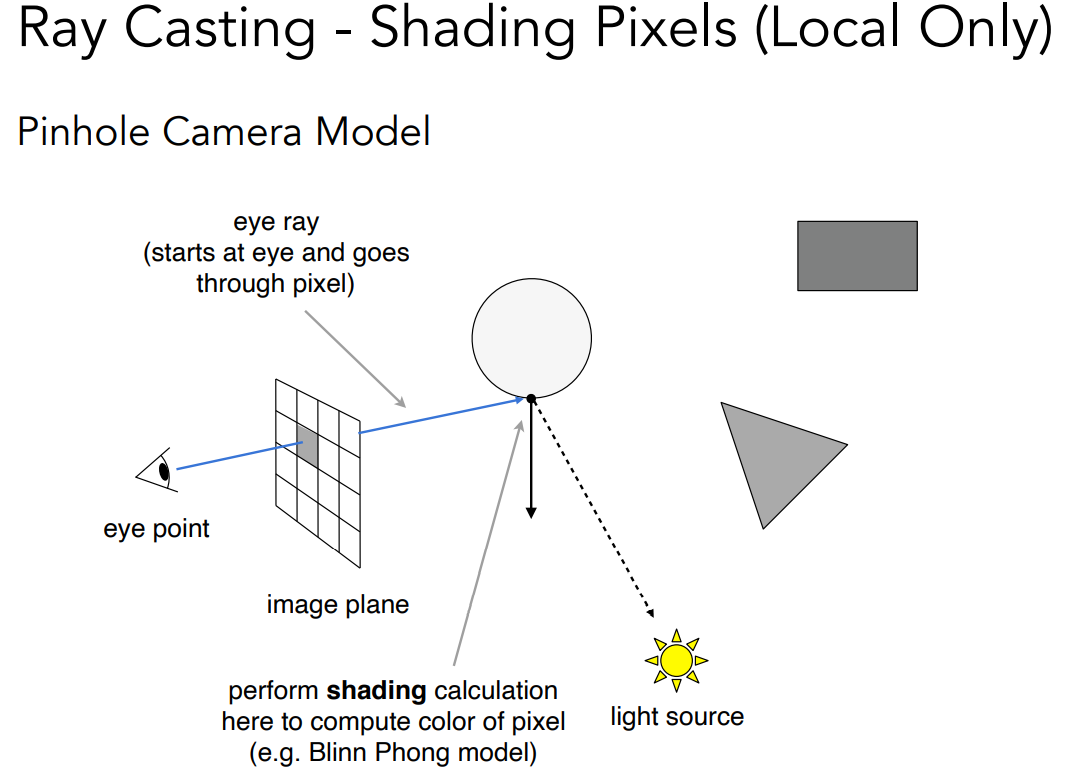 Ray Casting - Shading Pixels (Local Only)
Pinhole Camera Model
eye ray
(starts at eye and goes
through pixel)
eye point
image plane
perform shading calculation
here to compute color of pixel
(e.g. Blinn Phong model)
light source